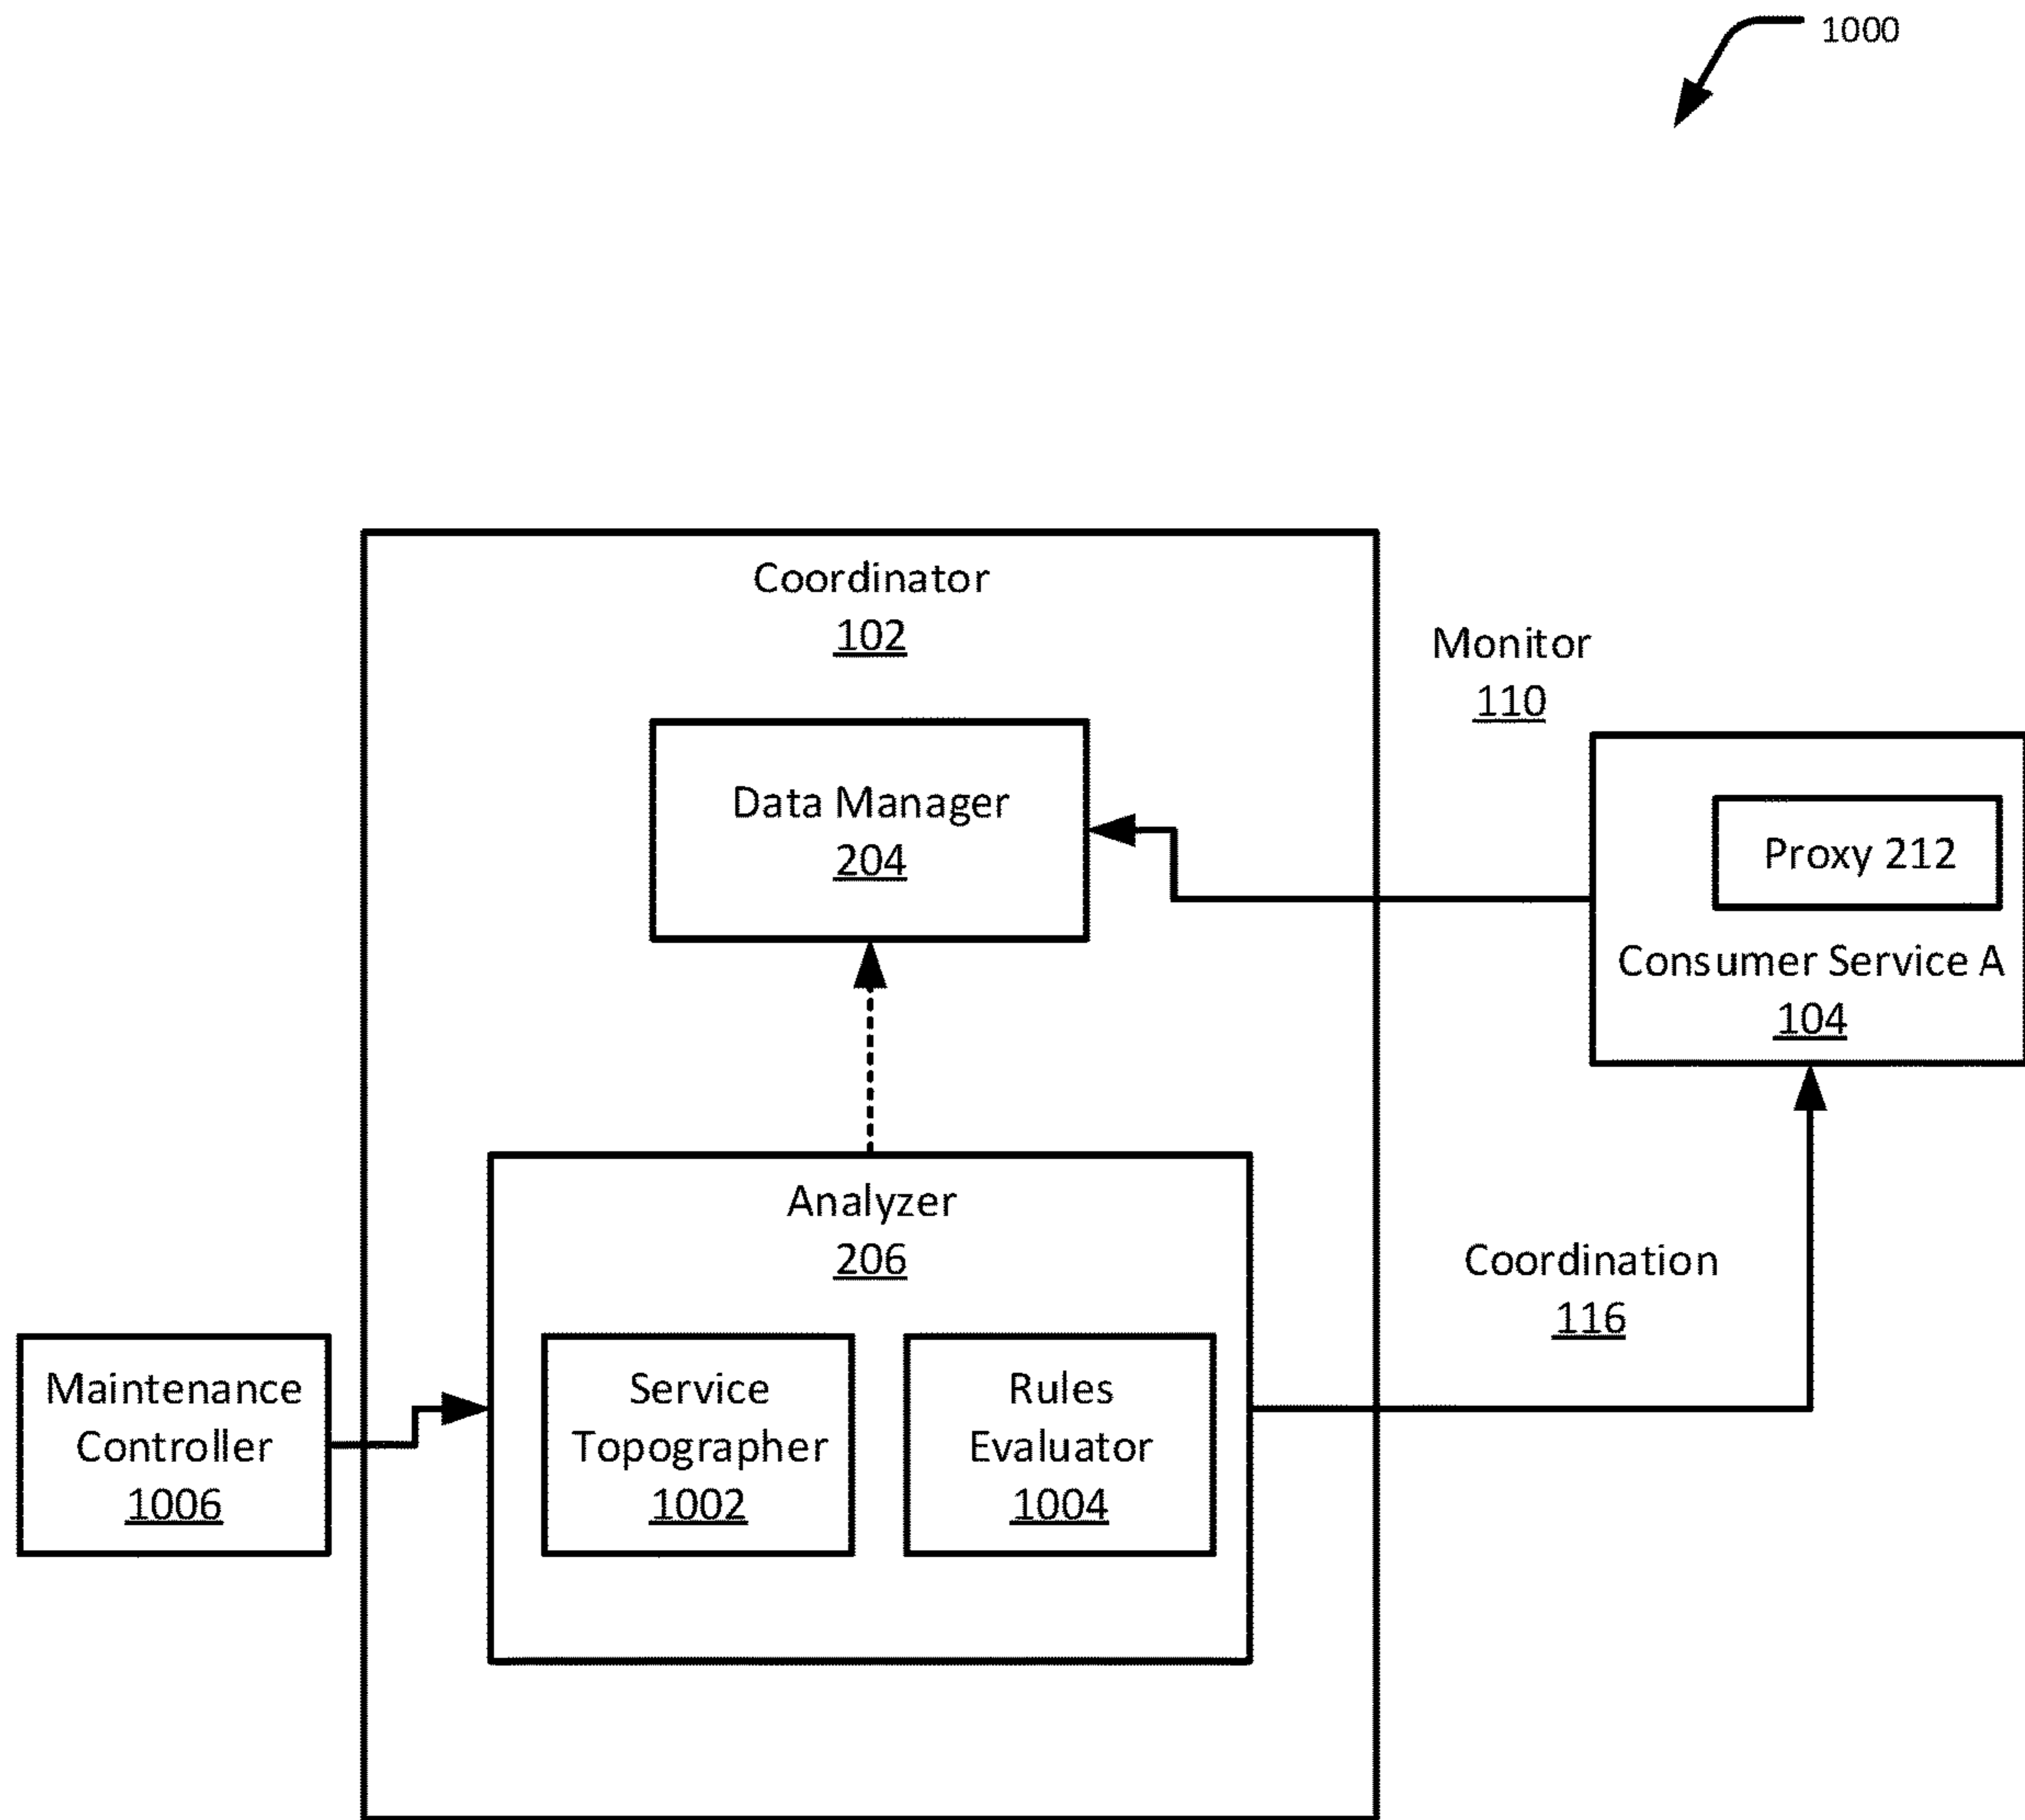 1000
Coordinator
102
Monitor
110
Data Manager
204
Proxy 212
Consumer Service A
104
Analyzer
206
Coordination
116
Maintenance
Controller
1006
Service
Topographer
1002
Rules
Evaluator
1004